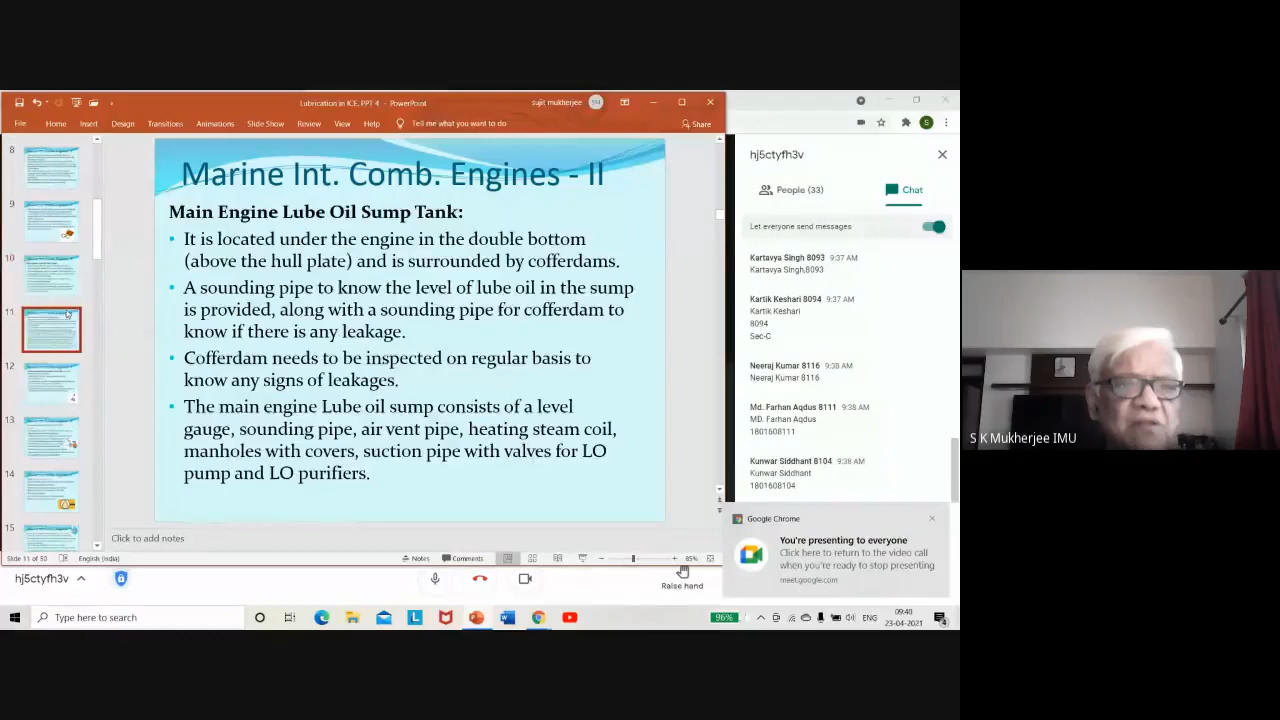 Lubrication in ICE, PPT 4 - PowerPoint
sujit mukherjee
SM
File Home Insert Design Transitions Animations Slide Show Review View Help Tell me what you want to do Share
8
9
10
11
12
13
14
15
Marine Int. Comb. Engines - II
Main Engine Lube Oil Sump Tank:
• It is located under the engine in the double bottom
(above the hull plate) and is surrounded by cofferdams.
• A sounding pipe to know the level of lube oil in the sump
is provided, along with a sounding pipe for cofferdam to
know if there is any leakage.
• Cofferdam needs to be inspected on regular basis to
know any signs of leakages.
• The main engine Lube oil sump consists of a level
gauge, sounding pipe, air vent pipe, heating steam coil,
manholes with covers, suction pipe with valves for LO
pump and LO purifiers.
Click to add notes
Slide 11 of 50 English (India) Notes Comments 85%
hj5ctyfh3v
Raise hand
S
hj5ctyfh3v
People (33) Chat
Let everyone send messages
Kartavya Singh 8093 9:37 AM
Kartavya Singh,8093
Kartik Keshari 8094 9:37 AM
Kartik Keshari
8094
Sec-C
Neeraj Kumar 8116 9:38 AM
Neeraj Kumar 8116
Md. Farhan Aqdus 8111 9:38 AM
MD. Farhan Aqdus
1801608111
Kunwar Siddhant 8104 9:38 AM
Kunwar Siddhant
1801608104
Google Chrome
You're presenting to everyone
Click here to return to the video call
when you're ready to stop presenting
meet.google.com
Type here to search
96%
ENG
09:40
23-04-2021
S K Mukherjee IMU